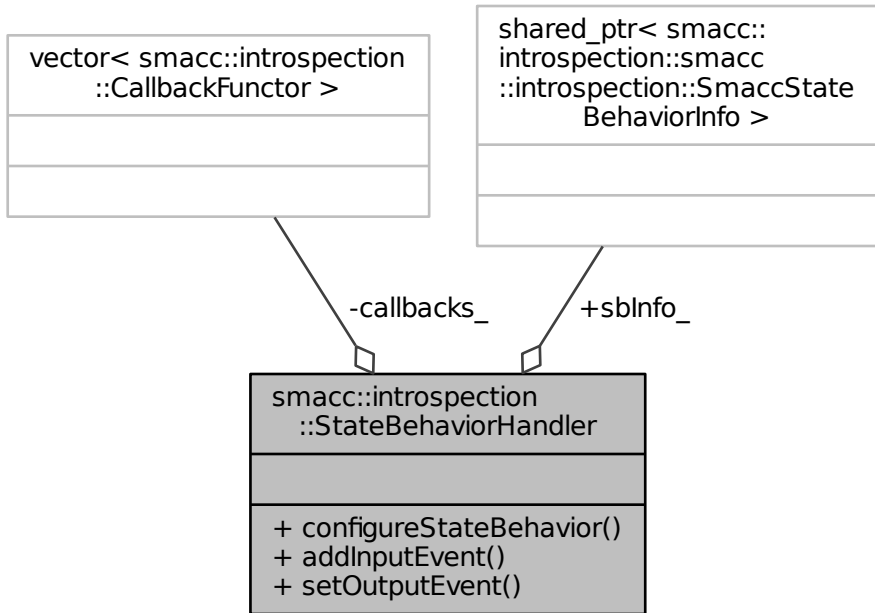 vector< smacc::introspection
::CallbackFunctor >
shared_ptr< smacc::
introspection::smacc
::introspection::SmaccState
BehaviorInfo >
-callbacks_
+sbInfo_
smacc::introspection
::StateBehaviorHandler
+ configureStateBehavior()
+ addInputEvent()
+ setOutputEvent()